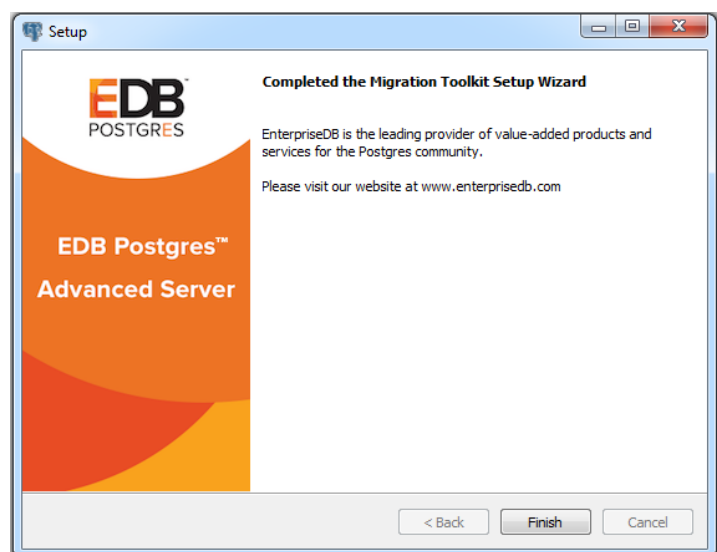 Setup
EDB™
POSTGRES
EDB Postgres™
Advanced Server
Completed the Migration Toolkit Setup Wizard
EnterpriseDB is the leading provider of value-added products and
services for the Postgres community.
Please visit our website at www.enterprisedb.com
< Back
Finish
Cancel